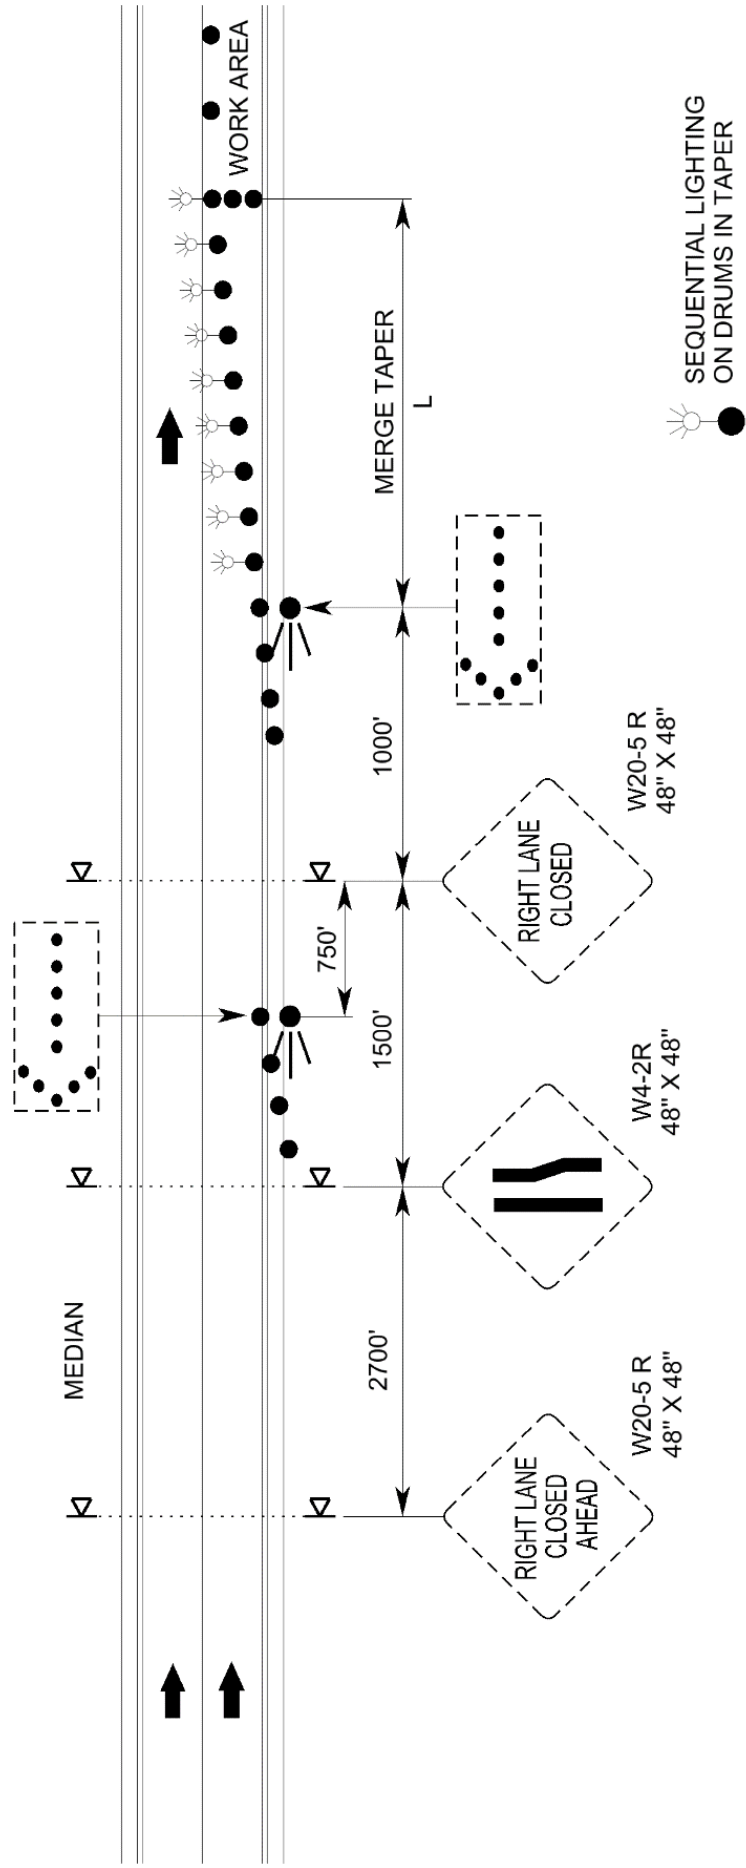 MEDIAN
WORK AREA
2700'
1500'
750'
1000'
MERGE TAPER
L
RIGHT LANE
CLOSED
AHEAD
W20-5 R
48" X 48"
W4-2R
48" X 48"
RIGHT LANE
CLOSED
W20-5 R
48" X 48"
SEQUENTIAL LIGHTING
ON DRUMS IN TAPER